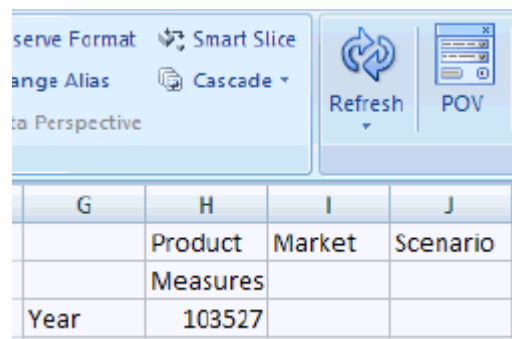 serve Format Smart Slice
ange Alias Cascade
Refresh POV
ta Perspective
G H I J
Product Market Scenario
Measures
Year 103527